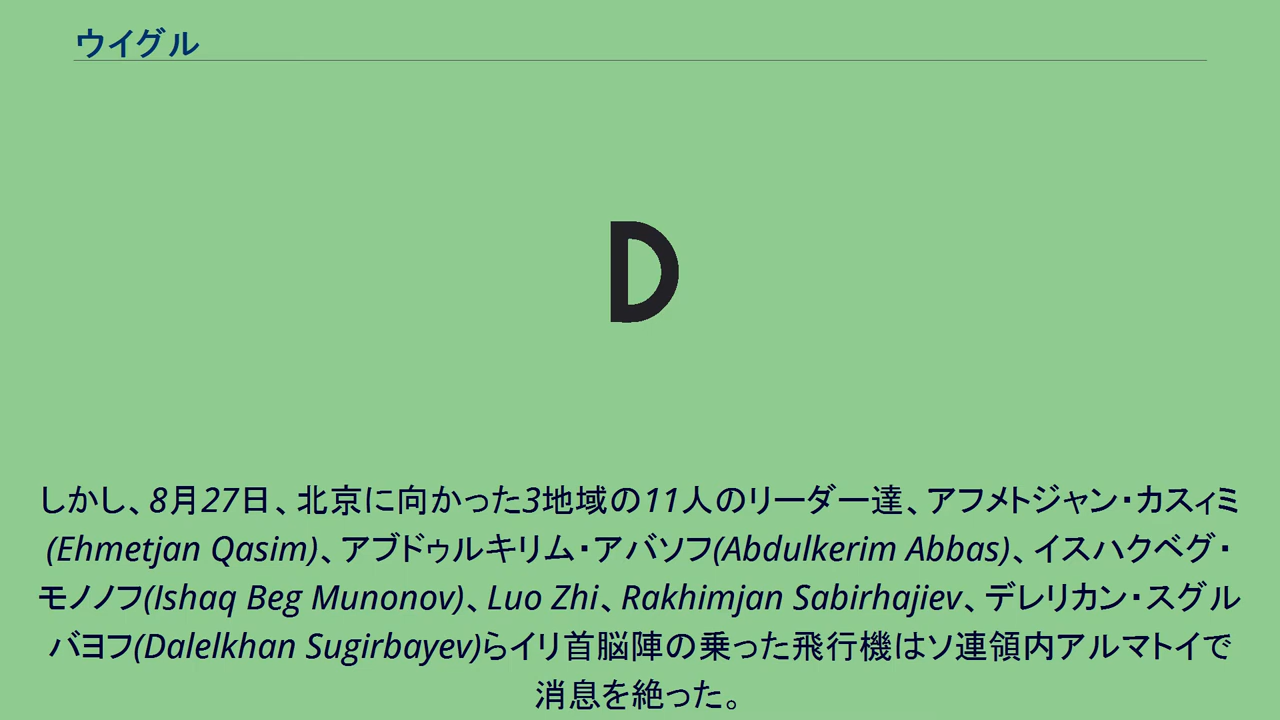 ウイグル
D
しかし、8月27日、北京に向かった3地域の11人のリーダー達、アフメトジャン・カスィミ
(Ehmetjan Qasim)、アブドゥルキリム・アバソフ(Abdulkerim Abbas)、イスハクベグ・
モノノフ(Ishaq Beg Munonov)、Luo Zhi、Rakhimjan Sabirhajiev、デレリカン・スグル
バヨフ(Dalelkhan Sugirbayev)らイリ首脳陣の乗った飛行機はソ連領内アルマトイで
消息を絶った。